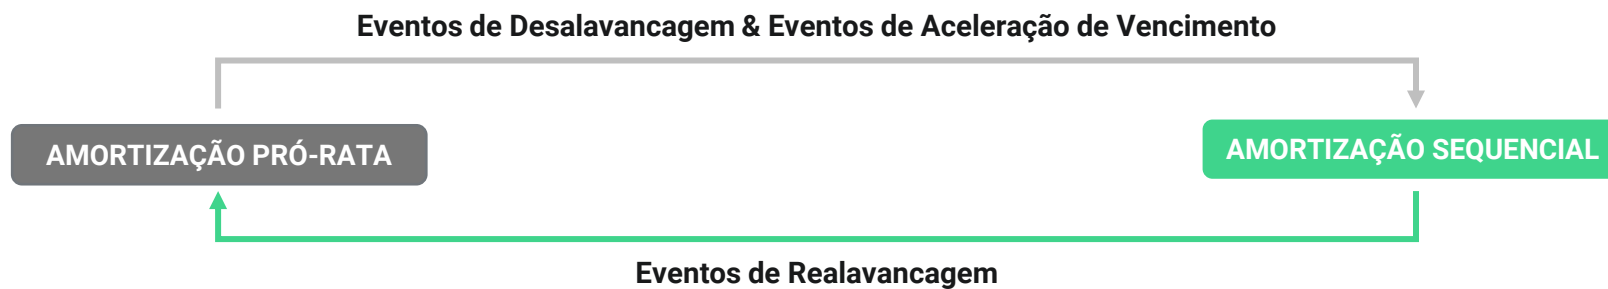 Eventos de Desalavancagem & Eventos de Aceleração de Vencimento
AMORTIZAÇÃO PRÓ-RATA
AMORTIZAÇÃO SEQUENCIAL
Eventos de Realavancagem